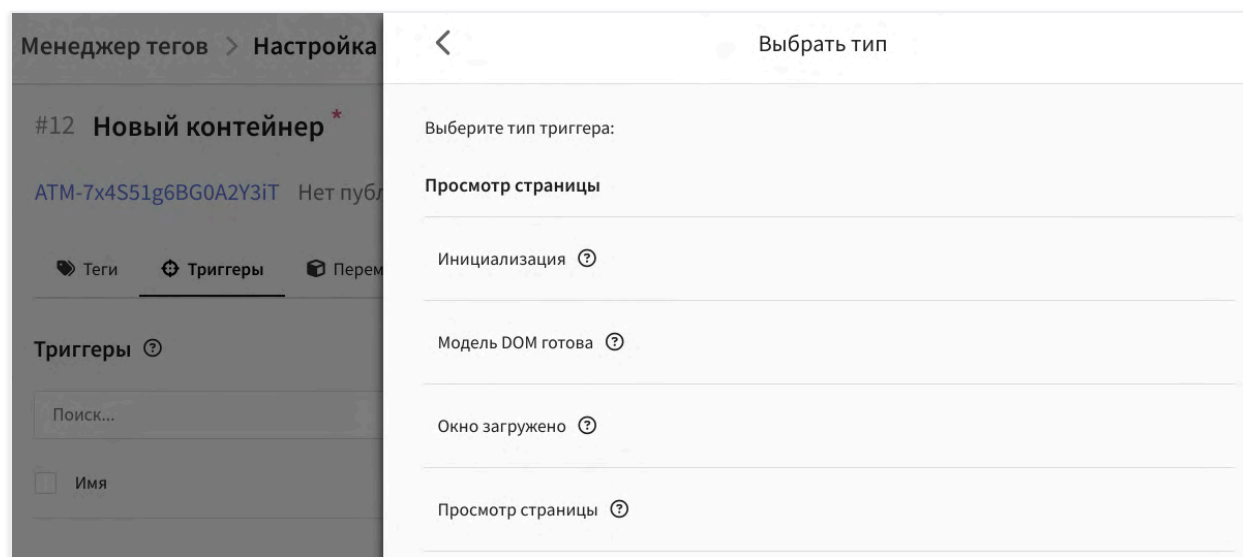 Менеджер тегов > Настройка
#12 Новый контейнер *
ATM-7x4S51g6BG0A2Y3iT Нет публ
Теги Триггеры Перем
Триггеры
Поиск...
Имя
Выбрать тип
Выберите тип триггера:
Просмотр страницы
Инициализация
Модель DOM готова
Окно загружено
Просмотр страницы